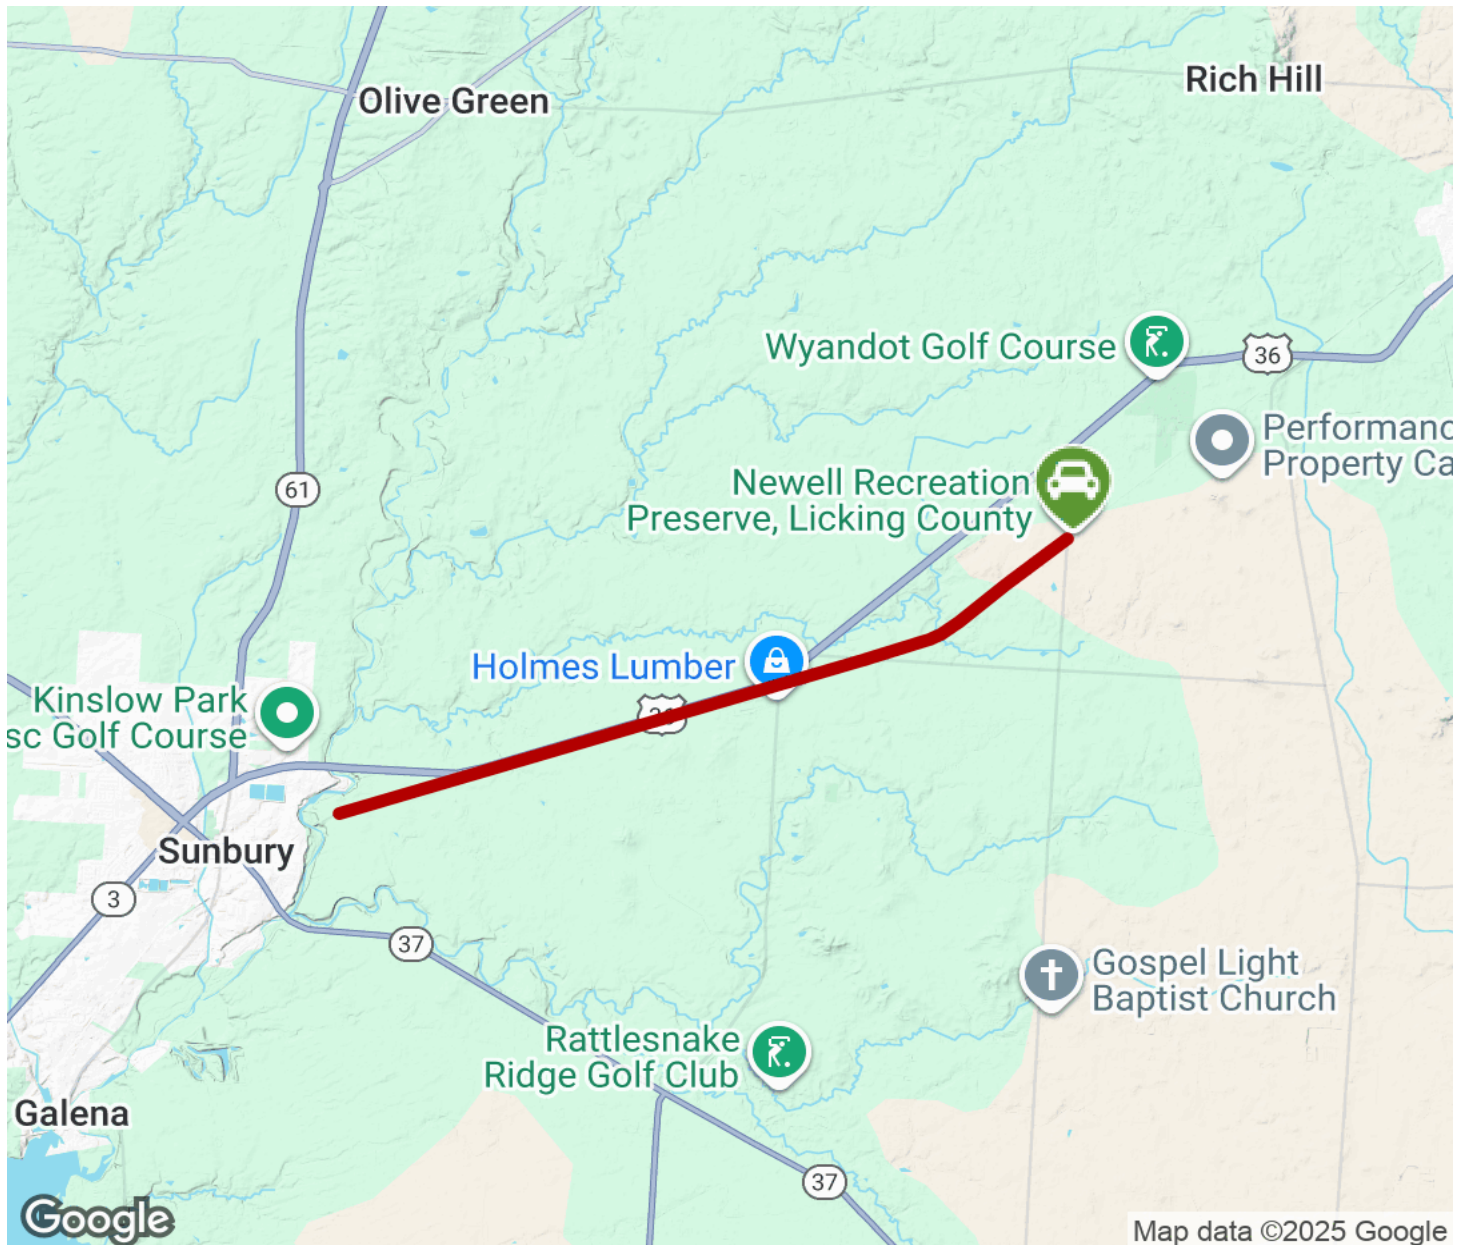 Rich Hill
Olive Green
Wyandot Golf Course
36
Performanc
Property Ca
Newell Recreation
Preserve, Licking County
61
Holmes Lumber
Kinslow Park
sc Golf Course
Sunbury
3
37
Gospel Light
Baptist Church
Rattlesnake
Ridge Golf Club
Galena
37
Google
Map data ©2025 Google